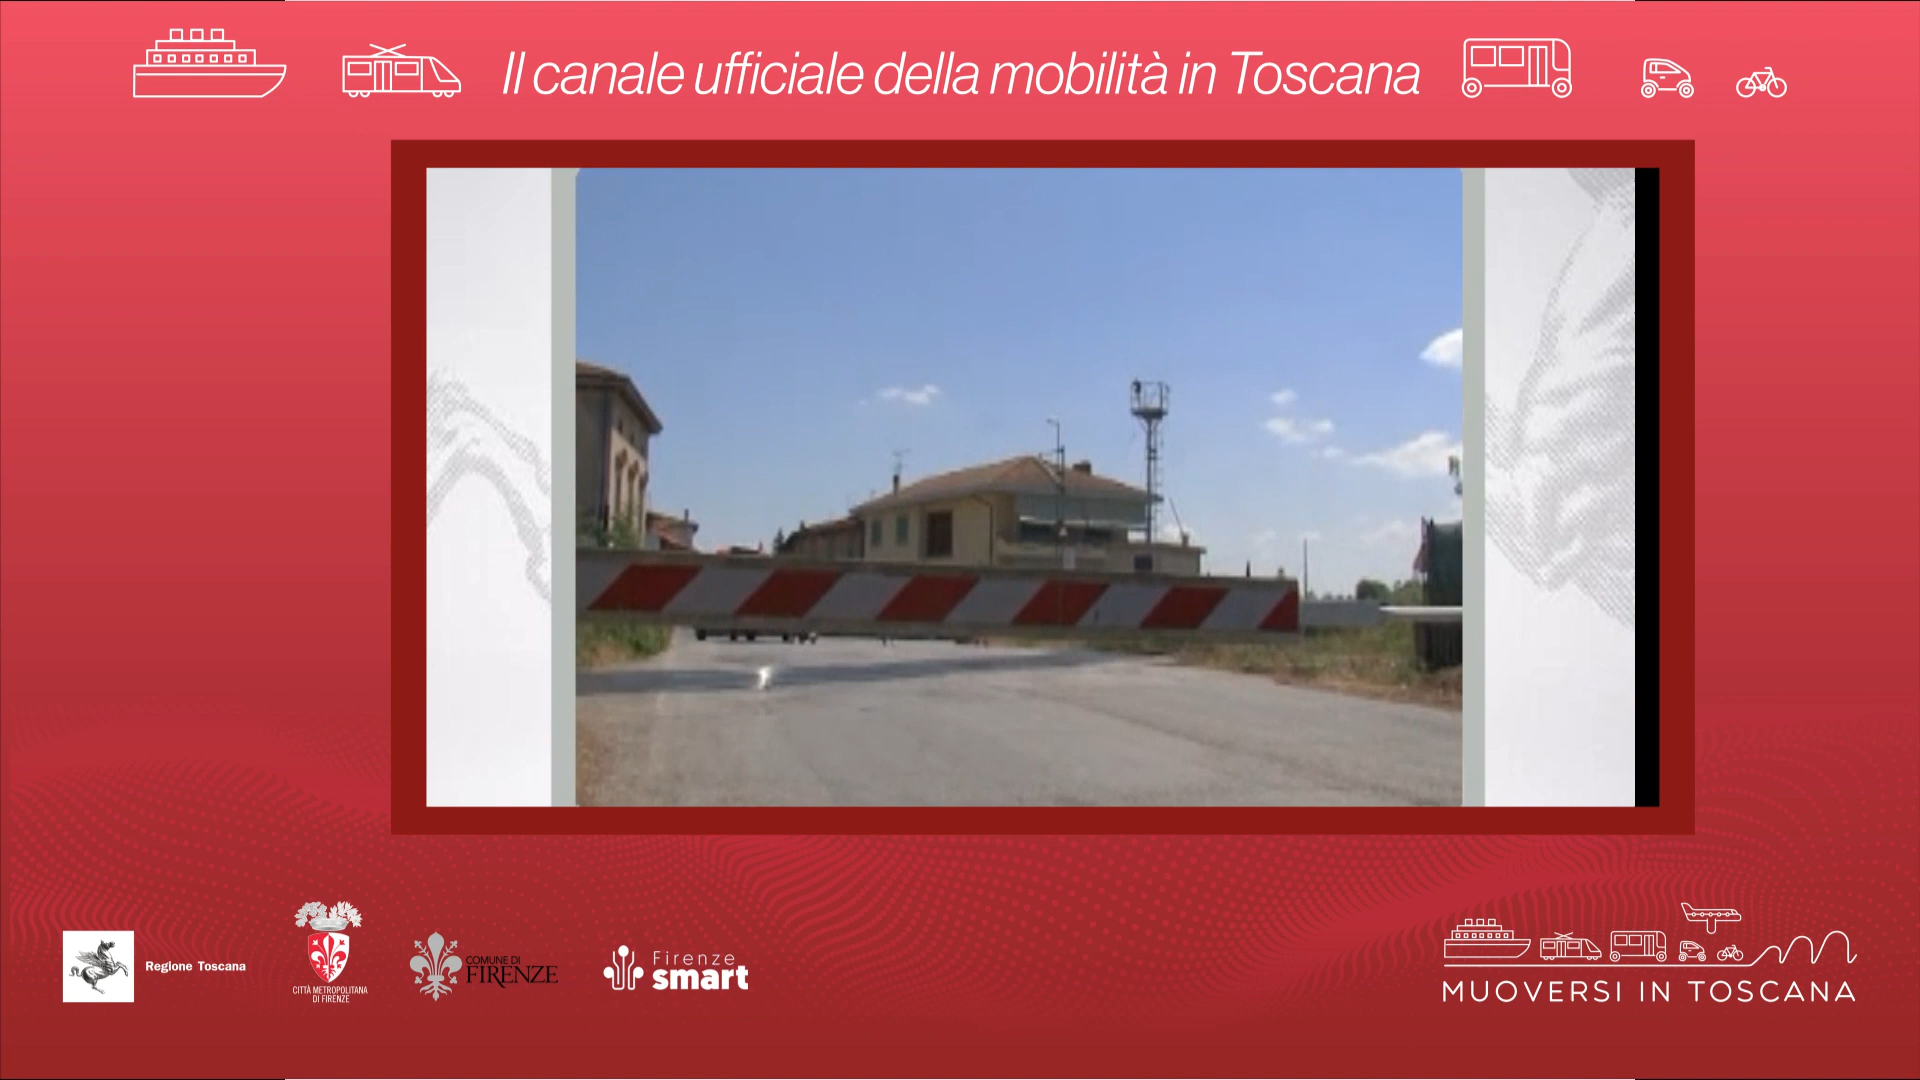 Il canale ufficiale della mobilità in Toscana
Regione Toscana
CITTÀ METROPOLITANA
DI FIRENZE
COMUNE DI
FIRENZE
Firenze
smart
MUOVERSI IN TOSCANA